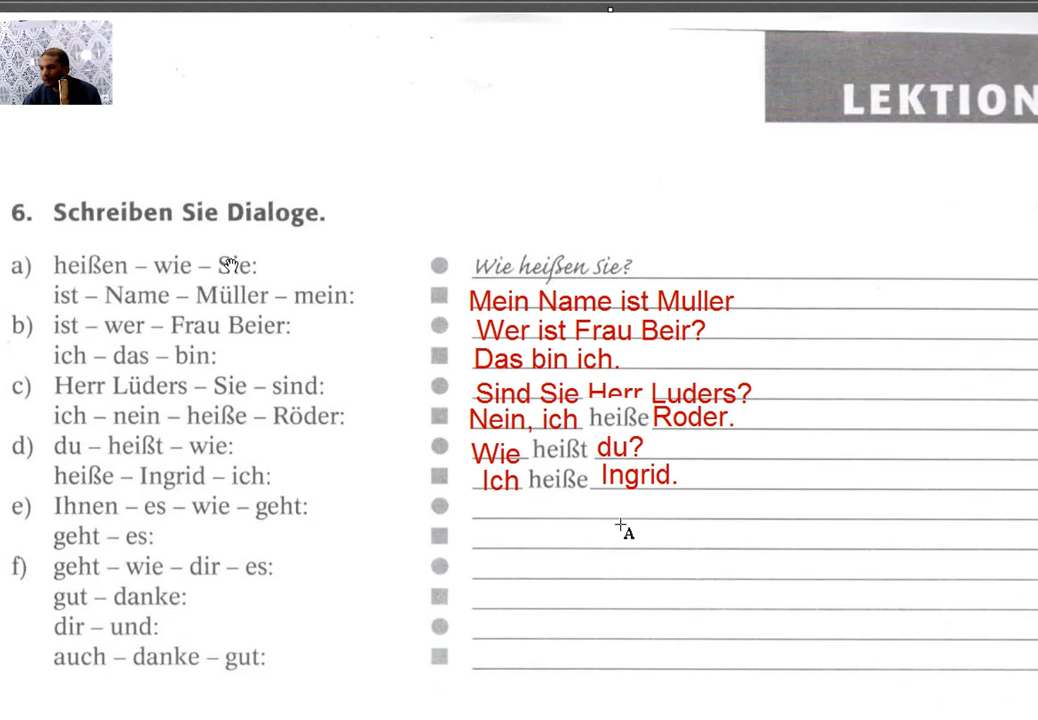 LEKTION
6. Schreiben Sie Dialoge.
a) heißen – wie – Sie: Wie heißen Sie?
ist – Name – Müller – mein: Mein Name ist Muller
b) ist – wer – Frau Beier: Wer ist Frau Beir?
ich – das – bin: Das bin ich.
c) Herr Lüders – Sie – sind: Sind Sie Herr Luders?
ich – nein – heiße – Röder: Nein, ich heiße Roder.
d) du – heißt – wie: Wie heißt du?
heiße – Ingrid – ich: Ich heiße Ingrid.
e) Ihnen – es – wie – geht:
geht – es:
f) geht – wie – dir – es:
gut – danke:
dir – und:
auch – danke – gut: